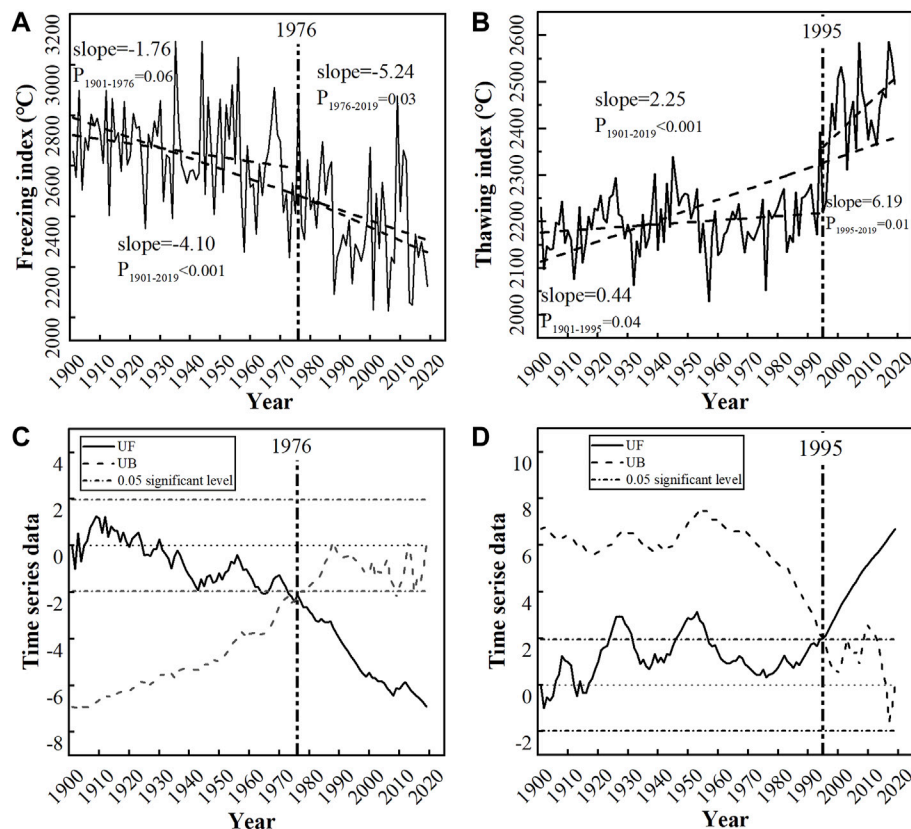 A
1976
slope=-1.76
P1901-1976=0.06
slope=-5.24
P1976-2019=0.03
slope=-4.10
P1901-2019<0.001
Freezing index (°C)
3200
3000
2800
2600
2400
2200
2000
1900 1910 1920 1930 1940 1950 1960 1970 1980 1990 2000 2010 2020
Year
B
1995
slope=2.25
P1901-2019<0.001
slope=6.19
P1995-2019=0.01
slope=0.44
P1901-1995=0.04
Thawing index (°C)
2600
2500
2400
2300
2200
2100
2000
1900 1910 1920 1930 1940 1950 1960 1970 1980 1990 2000 2010 2020
Year
C
UF
UB
0.05 significant level
1976
Time series data
4
2
0
-2
-4
-6
-8
1900 1910 1920 1930 1940 1950 1960 1970 1980 1990 2000 2010 2020
Year
D
UF
UB
0.05 significant level
1995
Time serise data
10
8
6
4
2
0
-2
1900 1910 1920 1930 1940 1950 1960 1970 1980 1990 2000 2010 2020
Year